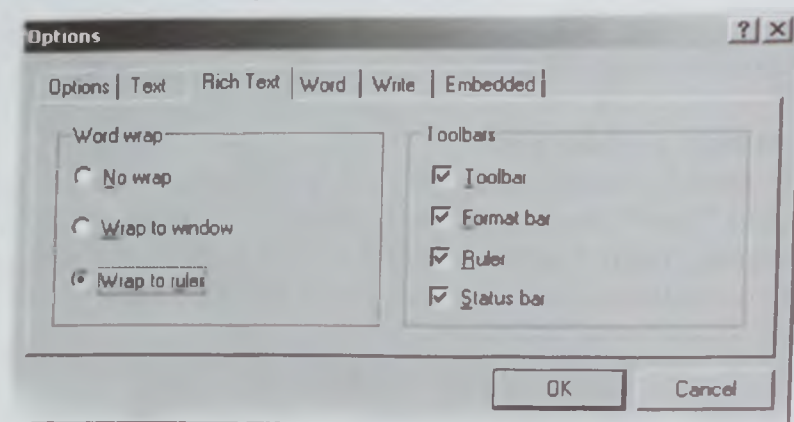 Options
Options Text Rich Text Word Write Embedded
Word wrap
No wrap
Wrap to window
Wrap to ruler
Toolbars
Toolbar
Format bar
Ruler
Status bar
OK Cancel